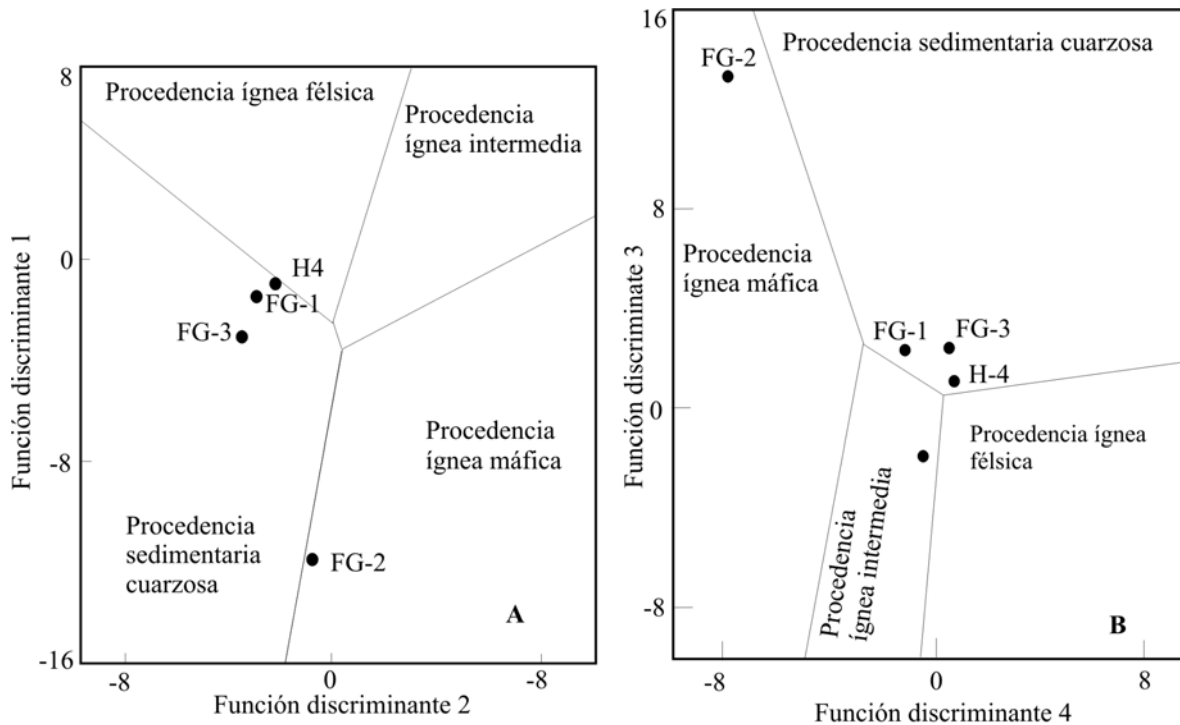 8
0
-8
-16
Función discriminante 1
Procedencia ígnea félsica
Procedencia
ígnea intermedia
H4
FG-1
FG-3
Procedencia
ígnea máfica
Procedencia
sedimentaria
cuarzosa
FG-2
A
-8
0
-8
Función discriminante 2
16
8
0
-8
Función discriminate 3
Procedencia sedimentaria cuarzosa
FG-2
Procedencia
ígnea máfica
FG-1
FG-3
H-4
Procedencia ígnea
félsica
Procedencia
ígnea intermedia
B
-8
0
8
Función discriminante 4